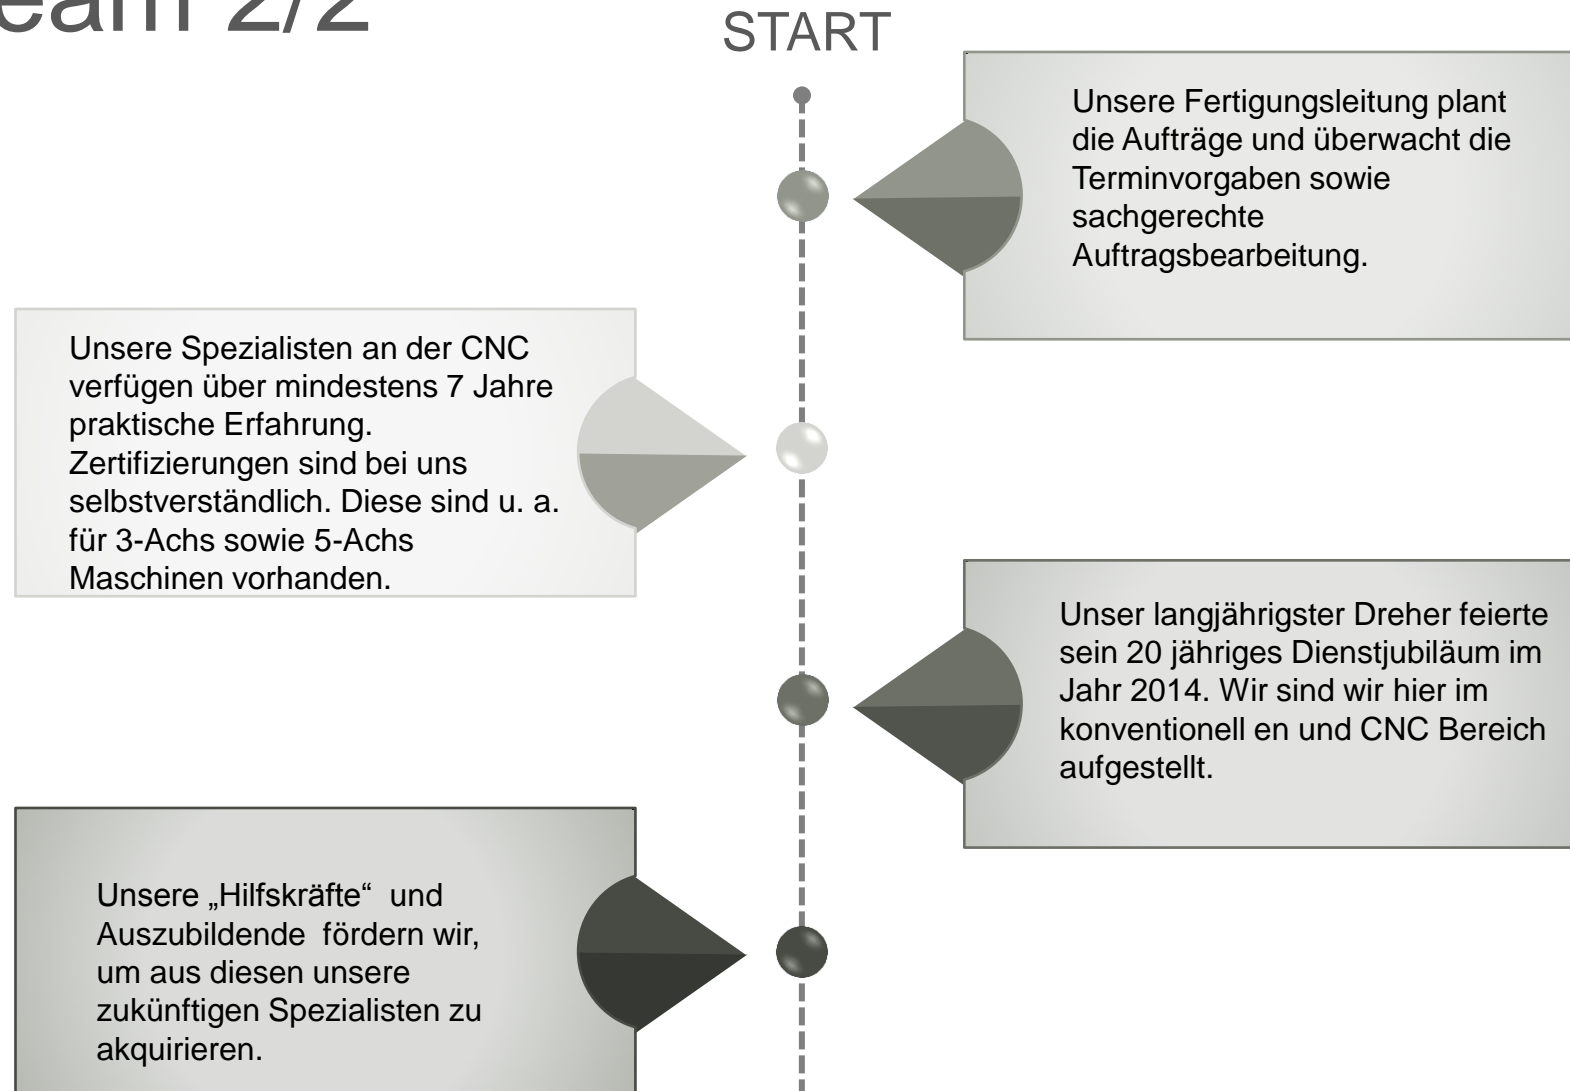 eam 2/2
START
Unsere Fertigungsleitung plant
die Aufträge und überwacht die
Terminvorgaben sowie
sachgerechte
Auftragsbearbeitung.
Unsere Spezialisten an der CNC
verfügen über mindestens 7 Jahre
praktische Erfahrung.
Zertifizierungen sind bei uns
selbstverständlich. Diese sind u. a.
für 3-Achs sowie 5-Achs
Maschinen vorhanden.
Unser langjährigster Dreher feierte
sein 20 jähriges Dienstjubiläum im
Jahr 2014. Wir sind wir hier im
konventionell en und CNC Bereich
aufgestellt.
Unsere „Hilfskräfte“ und
Auszubildende fördern wir,
um aus diesen unsere
zukünftigen Spezialisten zu
akquirieren.